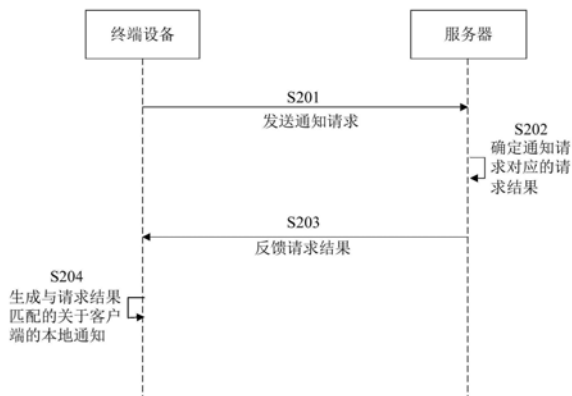 终端设备
服务器
S201
发送通知请求
S202
确定通知请
求对应的请
求结果
S203
反馈请求结果
S204
生成与请求结果
匹配的关于客户
端的本地通知